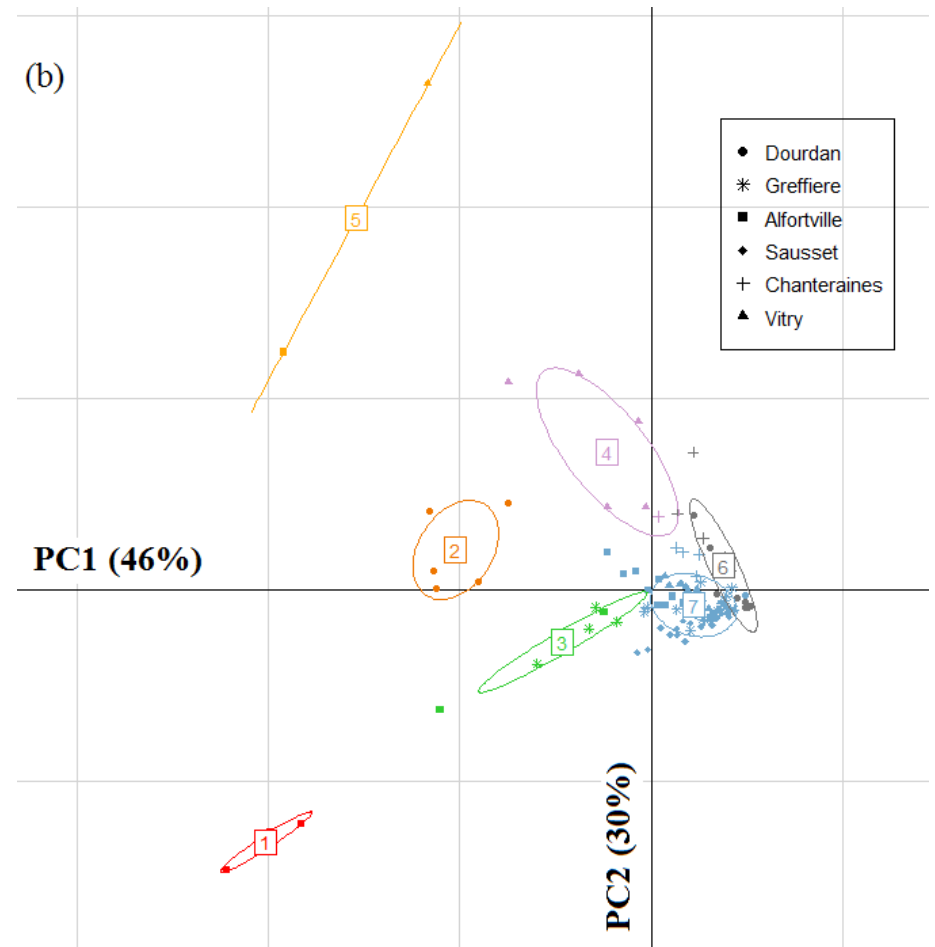 (b)
Dourdan
Greffiere
Alfortville
Sausset
Chanteraines
Vitry
5
4
2
PC1 (46%)
6
7
3
PC2 (30%)
1